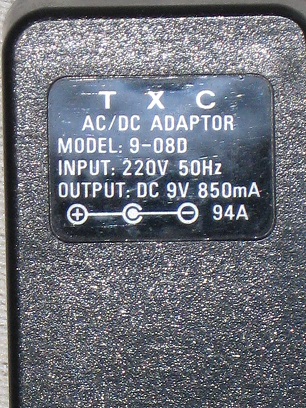 T X C
AC/DC ADAPTOR
MODEL: 9-08D
INPUT: 220V 50Hz
OUTPUT: DC 9V 850mA
94A